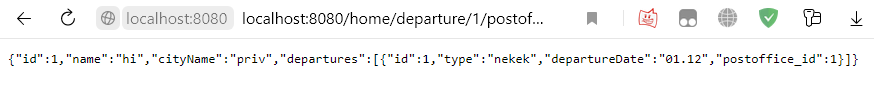 localhost:8080 localhost:8080/home/departure/1/postof...
{"id":1,"name":"hi","cityName":"priv","departures":[{"id":1,"type":"nekek","departureDate":"01.12","postoffice_id":1}]}